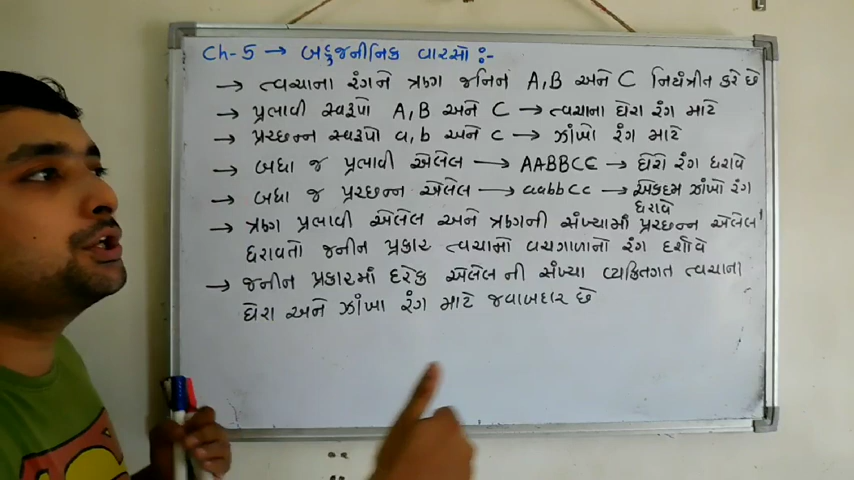 Ch-5 → બહુજનીનિક વારસો :-
→ ત્વચાના રંગને ત્રણ જનિન A,B અને C નિયંત્રીત કરે છે
→ પ્રભાવી સ્વરૂપો A,B અને C → ત્વચાના ઘેરા રંગ માટે
→ પ્રચ્છન્ન સ્વરૂપો a,b અને c → ઝાંખો રંગ માટે
→ બધા જ પ્રભાવી એલેલ → AABBCC → ઘેરો રંગ ધરાવે
→ બધા જ પ્રચ્છન્ન એલેલ → aabbcc → એકદમ ઝાંખો રંગ ધરાવે
→ ત્રણ પ્રભાવી એલેલ અને ત્રણની સંખ્યામાં પ્રચ્છન્ન એલેલ
ધરાવતો જનીન પ્રકાર ત્વચામાં વચગાળાનો રંગ દર્શાવે
→ જનીન પ્રકારમાં દરેક એલેલ ની સંખ્યા વ્યક્તિગત ત્વચાના
ઘેરા અને ઝાંખા રંગ માટે જવાબદાર છે